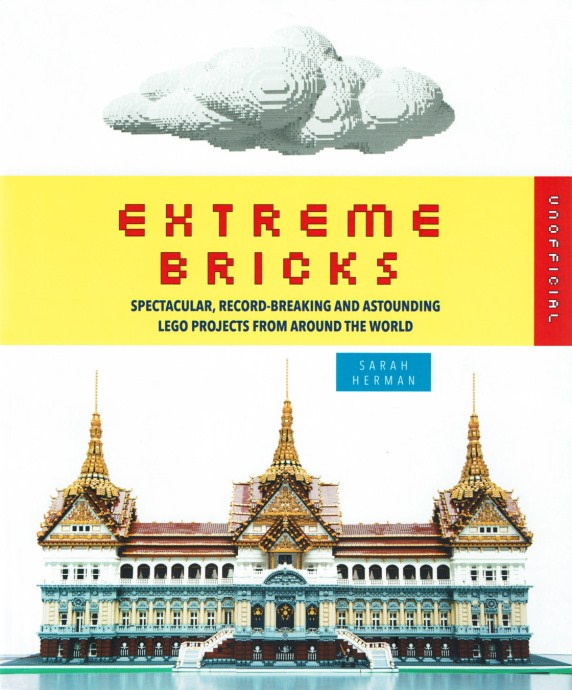 EXTREME
BRICKS
UNOFFICIAL
SPECTACULAR, RECORD-BREAKING AND ASTOUNDING
LEGO PROJECTS FROM AROUND THE WORLD
SARAH
HERMAN